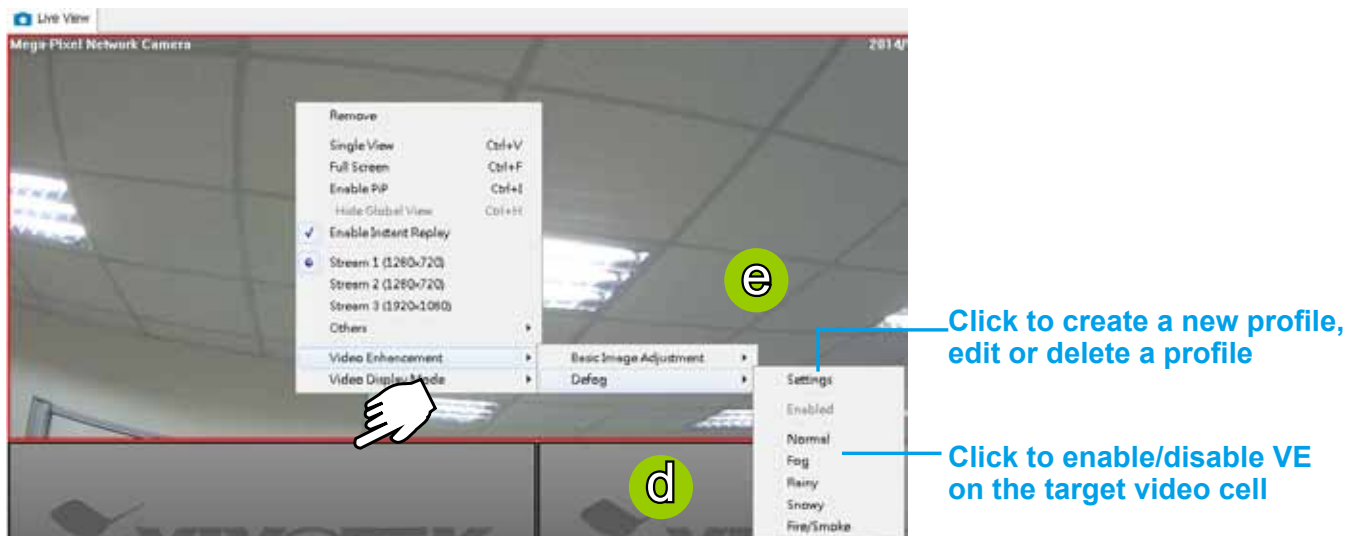 Live View
Mega-Pixel Network Camera
2014/
Remove
Single View Ctrl+V
Full Screen Ctrl+F
Enable PiP Ctrl+I
Hide Global View Ctrl+H
Enable Instant Replay
Stream 1 (1280x720)
Stream 2 (1280x720)
Stream 3 (1920x1080)
Others
Video Enhancement
Video Display Mode
Basic Image Adjustment
Defog
Settings
Enabled
Normal
Fog
Rainy
Snowy
Fire/Smoke
e
Click to create a new profile,
edit or delete a profile
Click to enable/disable VE
on the target video cell
d